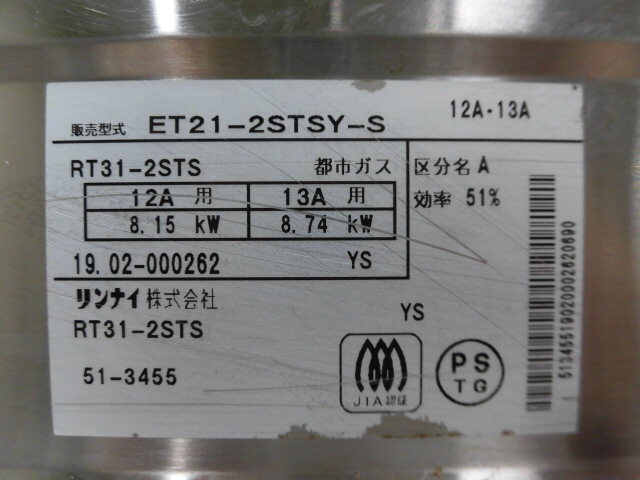 販売型式 ET21-2STSY-S 12A-13A
RT31-2STS 都市ガス
12A 用 13A 用
8.15 kW 8.74 kW
区分名 A
効率 51%
19.02-000262 YS
リンナイ株式会社
RT31-2STS
YS
51-3455
JIA認証
PS
TG
51345519020002620690